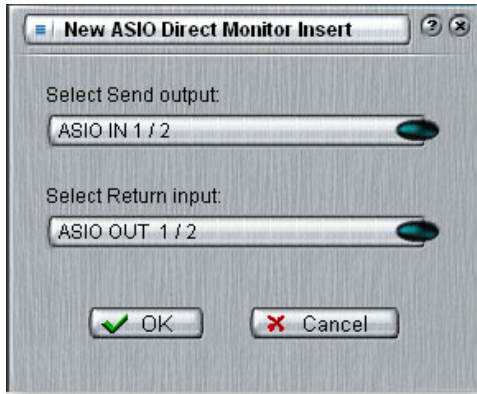 New ASIO Direct Monitor Insert ?
Select Send output:
ASIO IN 1 / 2
Select Return input:
ASIO OUT 1 / 2
OK Cancel